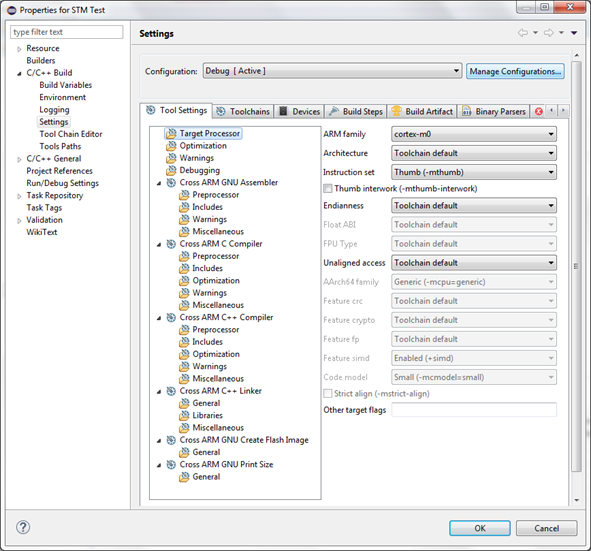 Properties for STM Test
type filter text
Settings
Resource
Builders
C/C++ Build
Build Variables
Environment
Logging
Settings
Tool Chain Editor
Tools Paths
C/C++ General
Project References
Run/Debug Settings
Task Repository
Task Tags
Validation
WikiText
Configuration: Debug [ Active ] Manage Configurations...
Tool Settings Toolchains Devices Build Steps Build Artifact Binary Parsers
Target Processor
Optimization
Warnings
Debugging
Cross ARM GNU Assembler
Preprocessor
Includes
Warnings
Miscellaneous
Cross ARM C Compiler
Preprocessor
Includes
Optimization
Warnings
Miscellaneous
Cross ARM C++ Compiler
Preprocessor
Includes
Optimization
Warnings
Miscellaneous
Cross ARM C++ Linker
General
Libraries
Miscellaneous
Cross ARM GNU Create Flash Image
General
Cross ARM GNU Print Size
General
ARM family cortex-m0
Architecture Toolchain default
Instruction set Thumb (-mthumb)
Thumb interwork (-mthumb-interwork)
Endianness Toolchain default
Float ABI Toolchain default
FPU Type Toolchain default
Unaligned access Toolchain default
AArch64 family Generic (-mcpu=generic)
Feature crc Toolchain default
Feature crypto Toolchain default
Feature fp Toolchain default
Feature simd Enabled (+simd)
Code model Small (-mcmodel=small)
Strict align (-mstrict-align)
Other target flags
OK Cancel